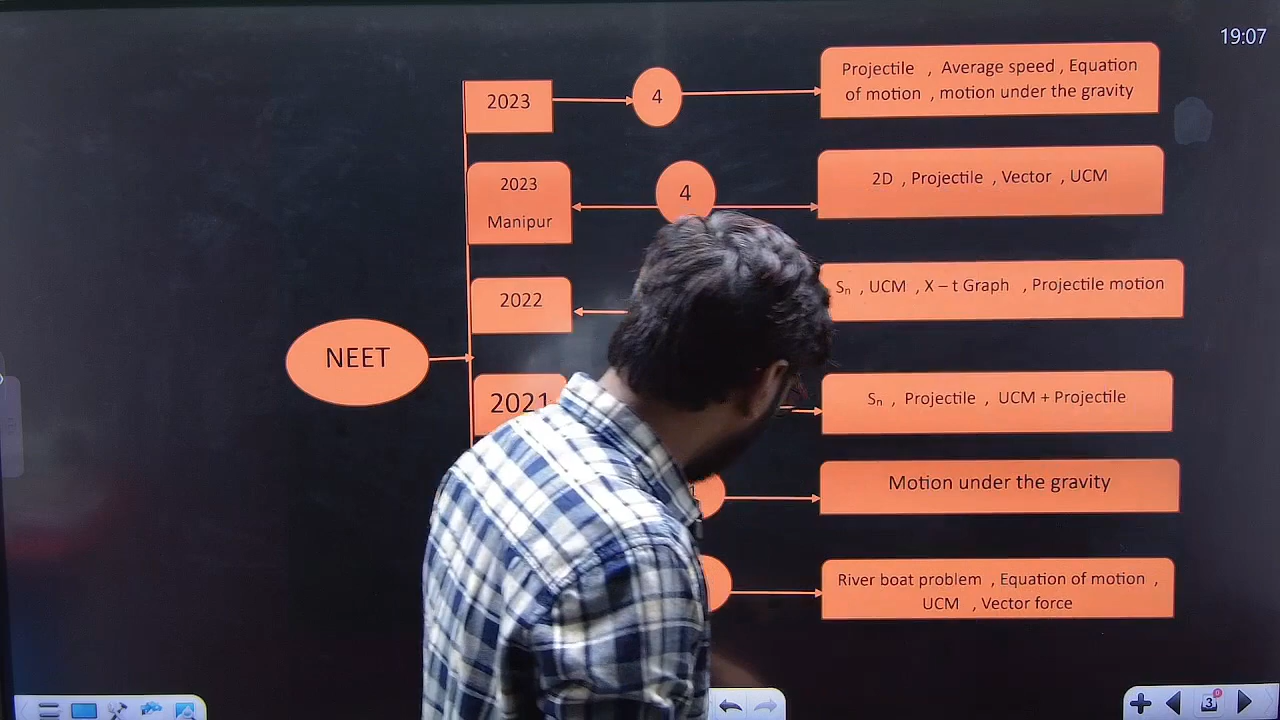 19:07
2023
4
Projectile , Average speed , Equation
of motion , motion under the gravity
2023
Manipur
4
2D , Projectile , Vector , UCM
2022
Sₙ , UCM , X – t Graph , Projectile motion
NEET
2021
Sₙ , Projectile , UCM + Projectile
Motion under the gravity
River boat problem , Equation of motion ,
UCM , Vector force
3